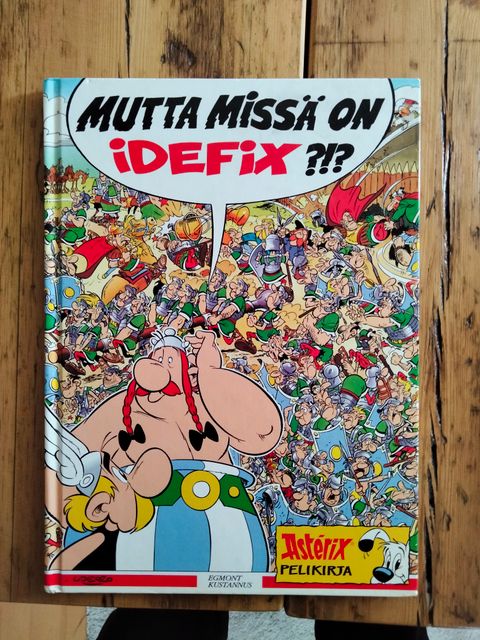 MUTTA MISSÄ ON
iDEFiX ?!?
Astérix
PELIKIRJA
EGMONT
KUSTANNUS